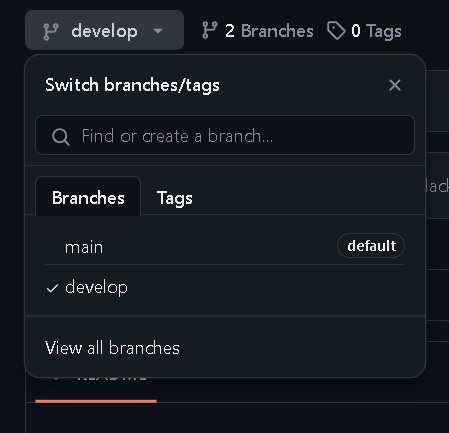 develop 2 Branches 0 Tags
Switch branches/tags
Find or create a branch...
Branches Tags
main default
develop
View all branches